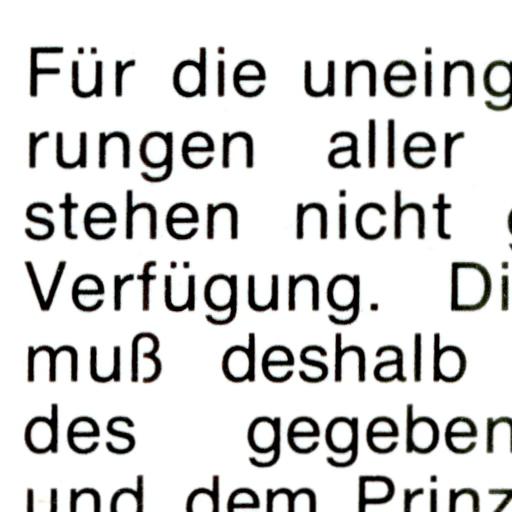 Für die uneing
rungen aller
stehen nicht
Verfügung. Di
muß deshalb
des gegeben
und dem Prinz